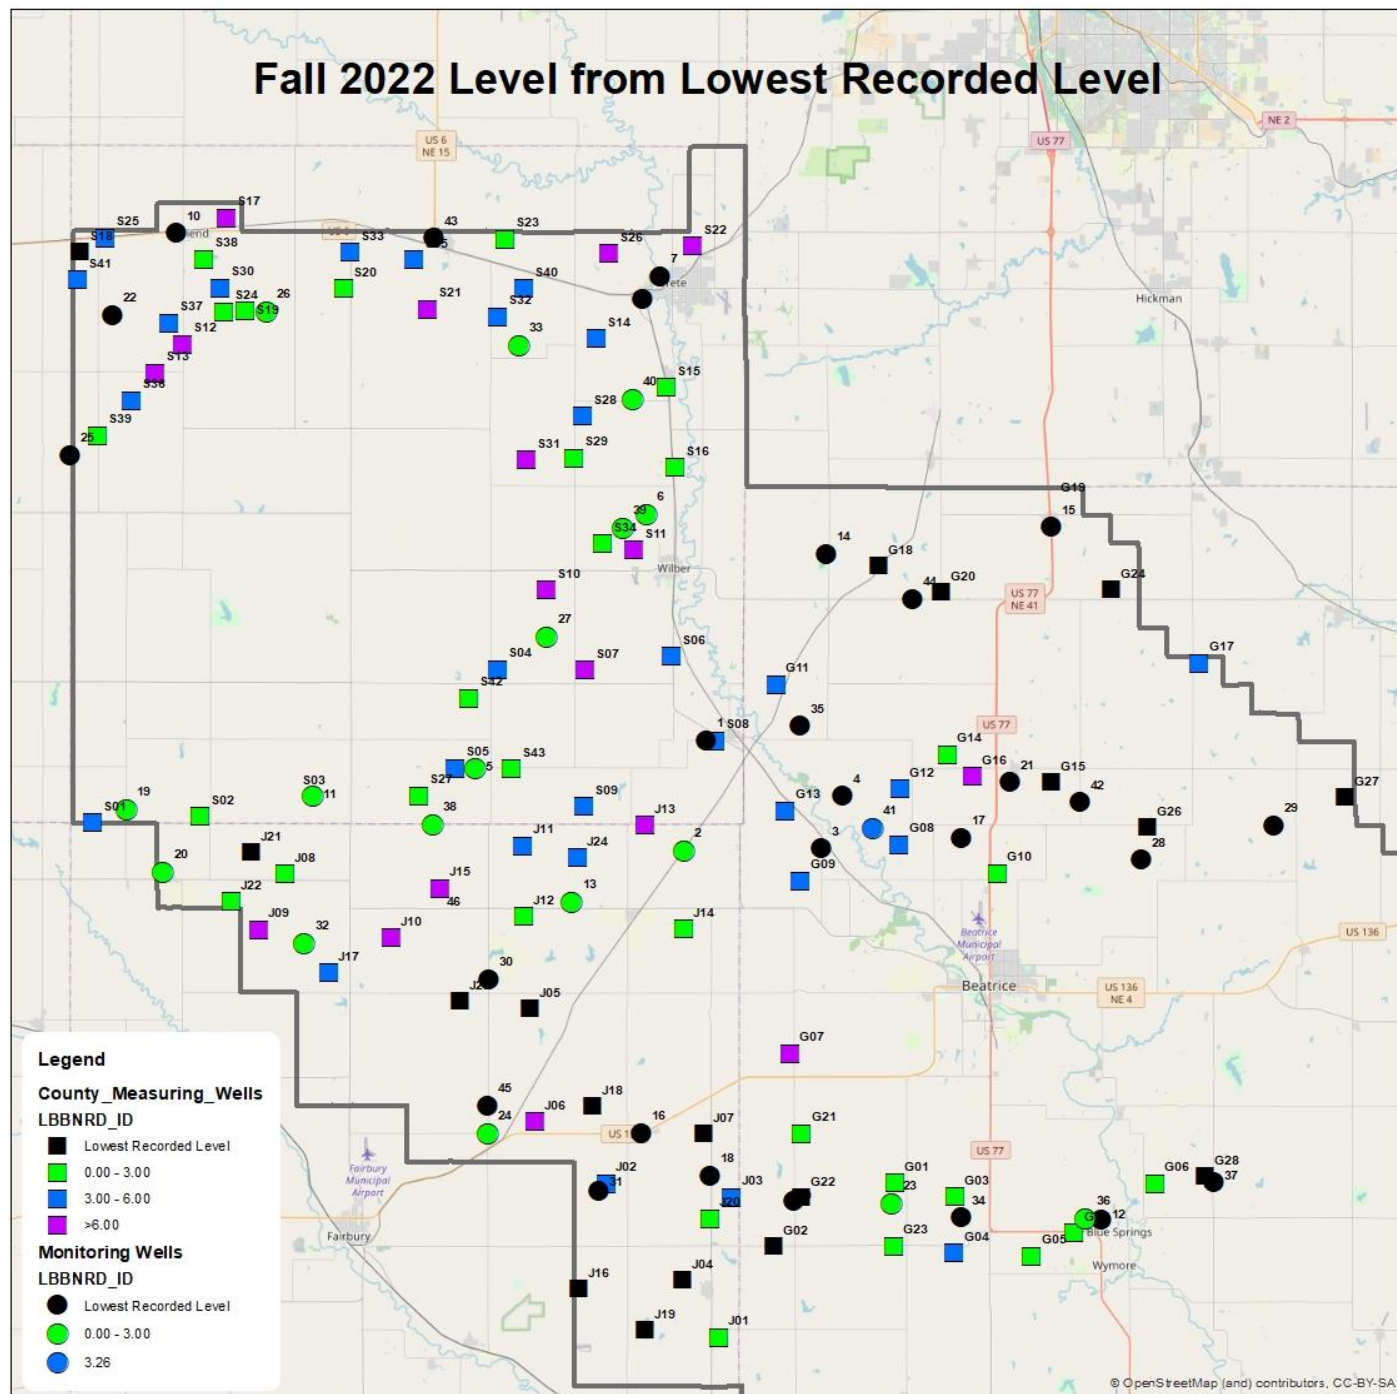 Fall 2022 Level from Lowest Recorded Level
US 6
NE 15
US 77
NE 2
S17
S25
10
43
S23
S18
S38
S33
S26
S22
S41
7
S30
S20
S40
Hickman
22
S37
S24
S19
26
S21
S32
S12
33
S14
S13
40
S15
S39
S28
25
S31
S29
S16
G19
6
15
39
S34
S11
14
Wilber
G18
S10
44
G20
G24
US 77
NE 41
27
S06
S04
S07
G17
G11
S42
35
1
S08
US 77
G14
S05
5
S43
G16
21
G15
S03
11
S27
4
G12
42
G27
19
S01
S02
S09
G13
38
J13
41
G26
29
J21
J11
J24
2
3
G08
17
28
20
J08
G09
G10
J15
46
J22
J12
13
J09
J10
J14
32
Beatrice
Municipal
Airport
US 136
J17
30
Beatrice
US 136
NE 4
J05
G07
Legend
County_Measuring_Wells
LBBNRD_ID
Lowest Recorded Level
0.00 - 3.00
3.00 - 6.00
>6.00
Monitoring Wells
LBBNRD_ID
Lowest Recorded Level
0.00 - 3.00
3.26
45
J18
24
J06
16
J07
G21
US 77
Fairbury
Municipal
Airport
J02
31
18
J03
G22
G01
23
G03
G06
G28
37
J20
34
36
12
Fairbury
G02
G23
G04
G05
Blue Springs
Wymore
J16
J04
J19
J01
© OpenStreetMap (and) contributors, CC-BY-SA